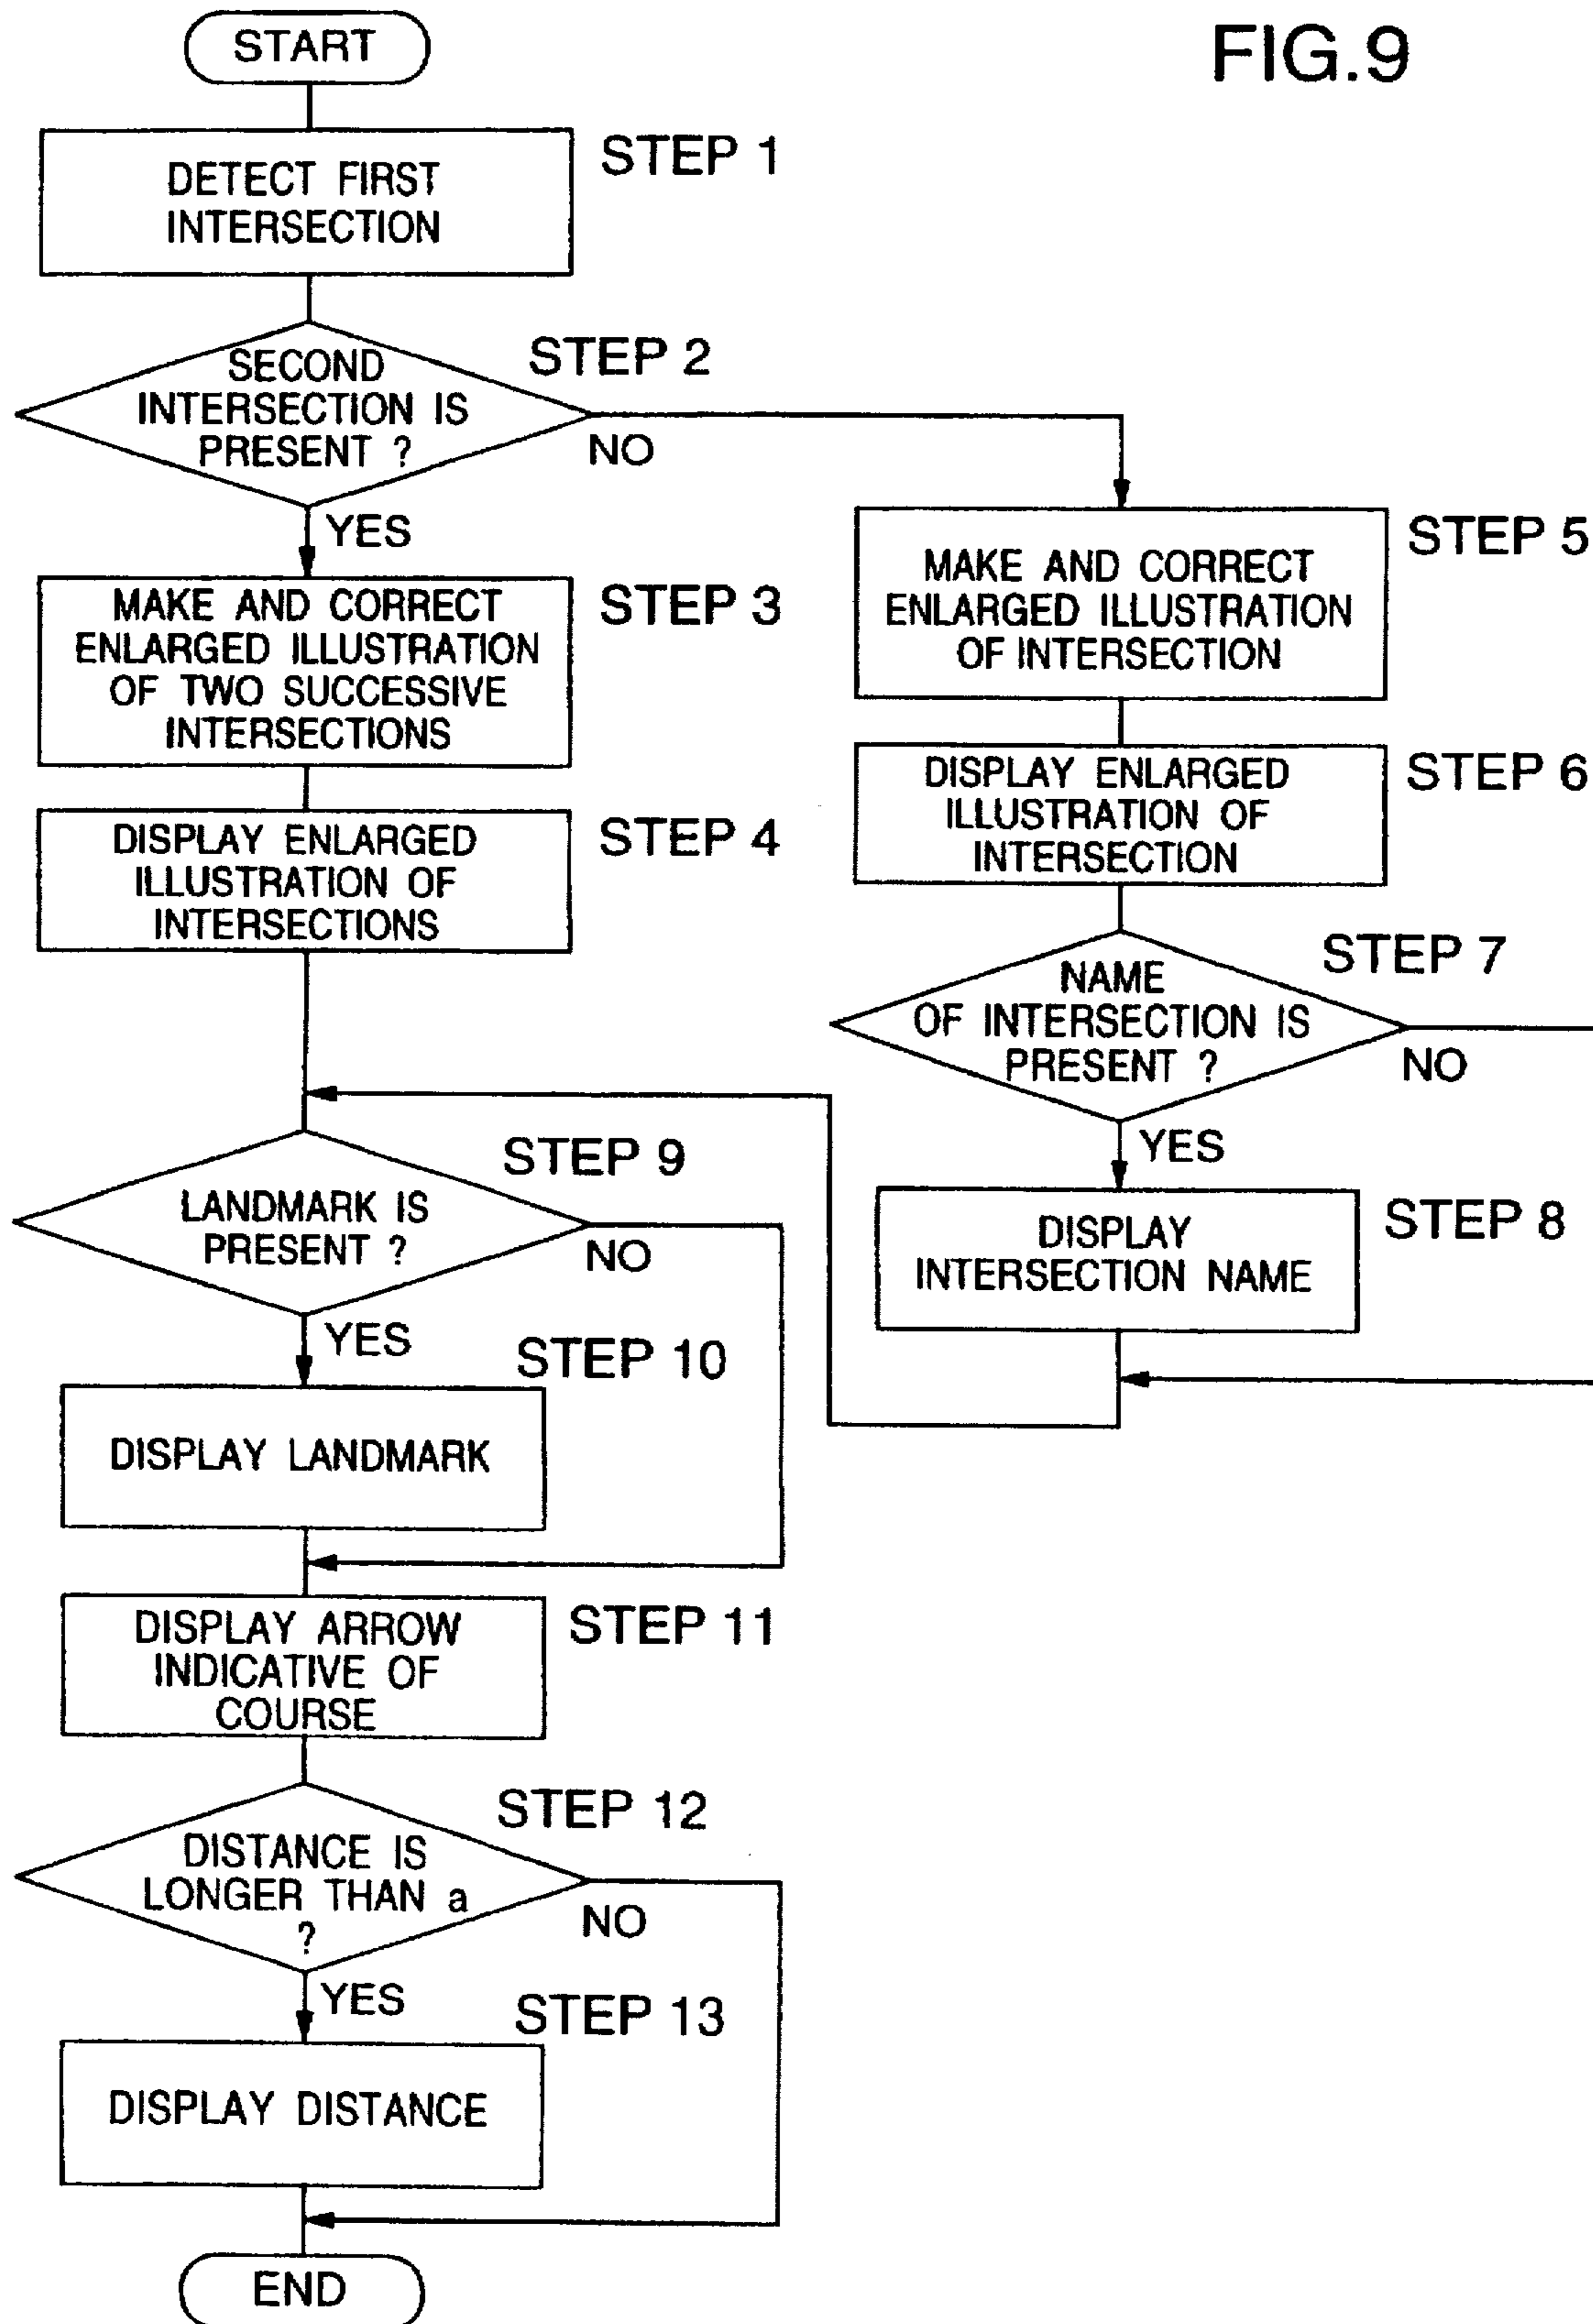 FIG.9
START
DETECT FIRST
INTERSECTION
STEP 1
SECOND
INTERSECTION IS
PRESENT ?
STEP 2
NO
YES
MAKE AND CORRECT
ENLARGED ILLUSTRATION
OF TWO SUCCESSIVE
INTERSECTIONS
STEP 3
DISPLAY ENLARGED
ILLUSTRATION OF
INTERSECTIONS
STEP 4
MAKE AND CORRECT
ENLARGED ILLUSTRATION
OF INTERSECTION
STEP 5
DISPLAY ENLARGED
ILLUSTRATION OF
INTERSECTION
STEP 6
NAME
OF INTERSECTION IS
PRESENT ?
STEP 7
NO
YES
DISPLAY
INTERSECTION NAME
STEP 8
LANDMARK IS
PRESENT ?
STEP 9
NO
YES
DISPLAY LANDMARK
STEP 10
DISPLAY ARROW
INDICATIVE OF
COURSE
STEP 11
DISTANCE IS
LONGER THAN a
?
STEP 12
NO
YES
DISPLAY DISTANCE
STEP 13
END